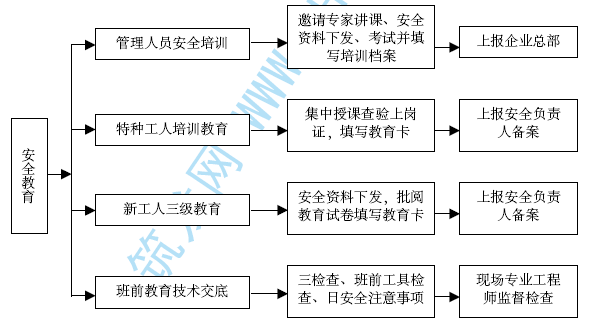 安全教育
管理人员安全培训
邀请专家讲课、安全
资料下发、考试并填
写培训档案
上报企业总部
特种工人培训教育
集中授课查验上岗
证，填写教育卡
上报安全负责
人备案
新工人三级教育
安全资料下发，批阅
教育试卷填写教育卡
上报安全负责
人备案
班前教育技术交底
三检查、班前工具检
查、日安全注意事项
现场专业工程
师监督检查
筑龙网 WWW.